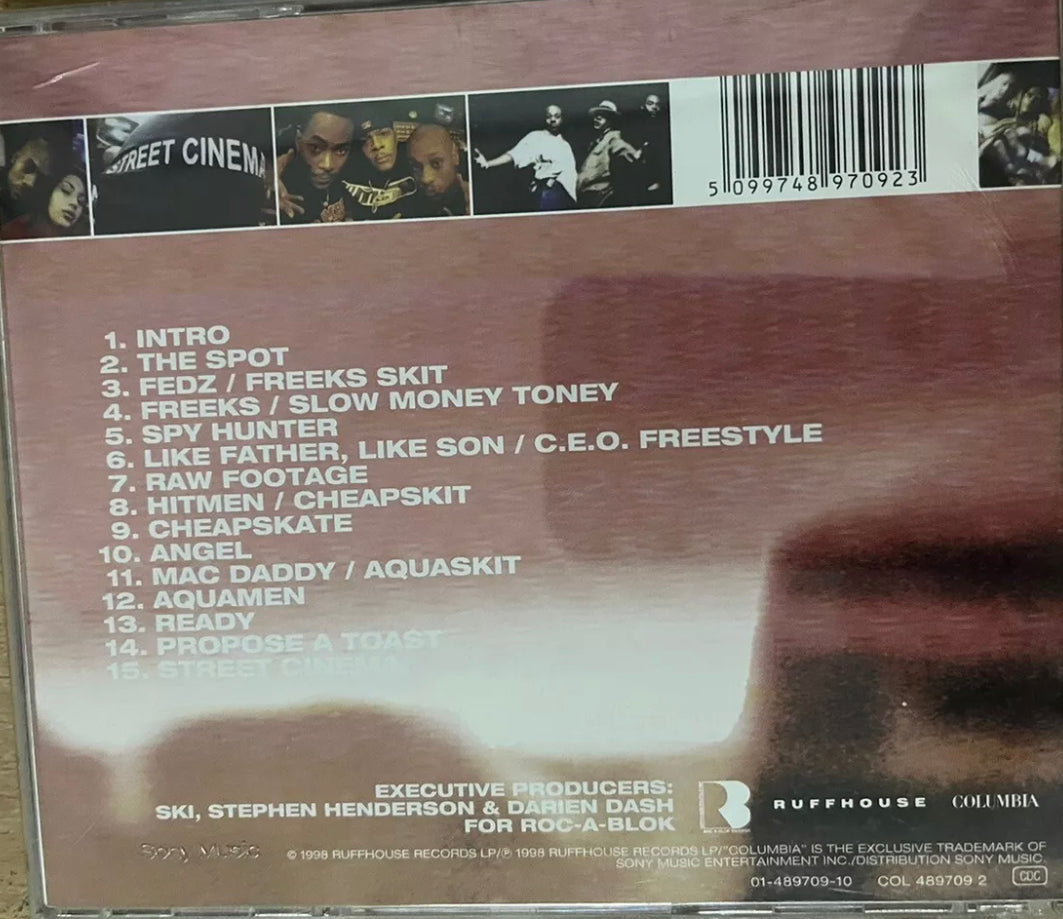 STREET CINEMA
5 099748 970923
1. INTRO
2. THE SPOT
3. FEDZ / FREEKS SKIT
4. FREEKS / SLOW MONEY TONEY
5. SPY HUNTER
6. LIKE FATHER, LIKE SON / C.E.O. FREESTYLE
7. RAW FOOTAGE
8. HITMEN / CHEAPSKIT
9. CHEAPSKATE
10. ANGEL
11. MAC DADDY / AQUASKIT
12. AQUAMEN
13. READY
14. PROPOSE A TOAST
15. STREET CINEMA
EXECUTIVE PRODUCERS:
SKI, STEPHEN HENDERSON & DARIEN DASH
FOR ROC-A-BLOK
RB
RUFFHOUSE COLUMBIA
Sony Music
© 1998 RUFFHOUSE RECORDS LP/℗ 1998 RUFFHOUSE RECORDS LP/"COLUMBIA" IS THE EXCLUSIVE TRADEMARK OF
SONY MUSIC ENTERTAINMENT INC./DISTRIBUTION SONY MUSIC.
01-489709-10 COL 489709 2 CDC